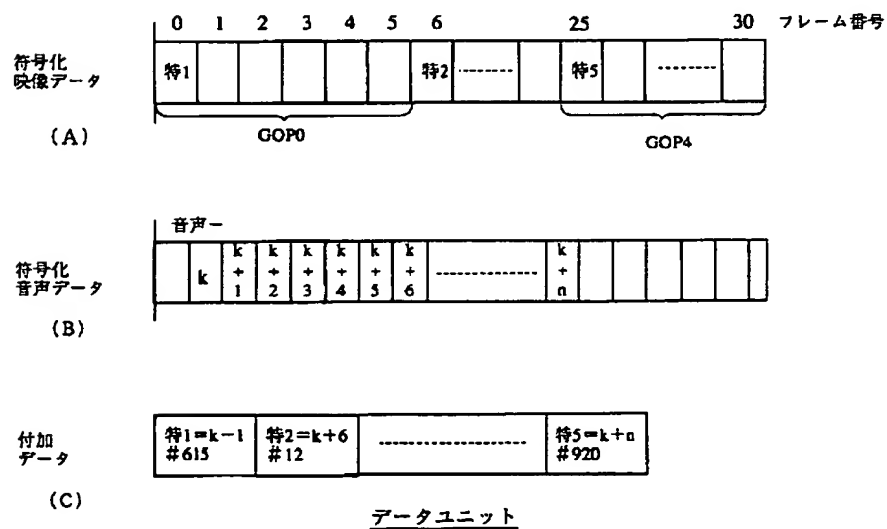 0 1 2 3 4 5 6 25 30 フレーム番号
符号化
映像データ
特1 特2 特5
(A)
GOP0 GOP4
音声ー
符号化
音声データ
k k+1 k+2 k+3 k+4 k+5 k+6 k+n
(B)
付加
データ
特1=k−1
#615
特2=k+6
#12
特5=k+n
#920
(C)
データユニット